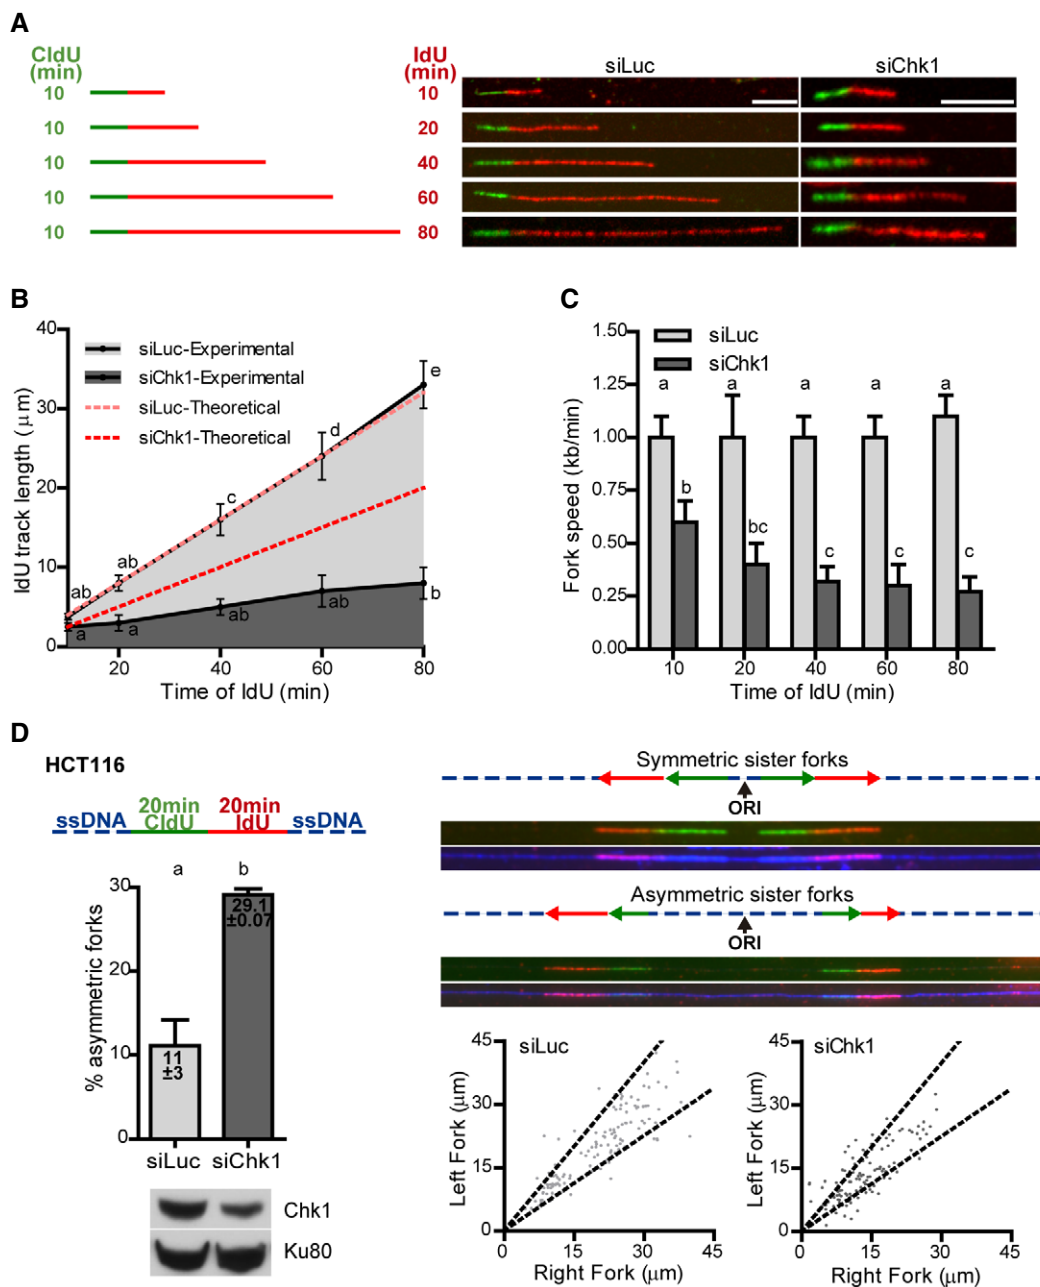 A
CldU
(min)
IdU
(min)
siLuc
siChk1
10
10
10
20
10
40
10
60
10
80
B
40
30
20
10
0
IdU track length (μm)
siLuc-Experimental
siChk1-Experimental
siLuc-Theoretical
siChk1-Theoretical
ab
ab
c
d
e
a
a
ab
ab
b
20
40
60
80
Time of IdU (min)
C
1.50
1.25
1.00
0.75
0.50
0.25
0.00
Fork speed (kb/min)
siLuc
siChk1
a
a
a
a
a
b
bc
c
c
c
10
20
40
60
80
Time of IdU (min)
D
HCT116
ssDNA
20min
CldU
20min
IdU
ssDNA
a
b
30
20
10
0
% asymmetric forks
11
±3
29.1
±0.07
siLuc
siChk1
Chk1
Ku80
Symmetric sister forks
ORI
Asymmetric sister forks
ORI
45
30
15
0
Left Fork (μm)
siLuc
0
15
30
45
Right Fork (μm)
45
30
15
0
Left Fork (μm)
siChk1
0
15
30
45
Right Fork (μm)